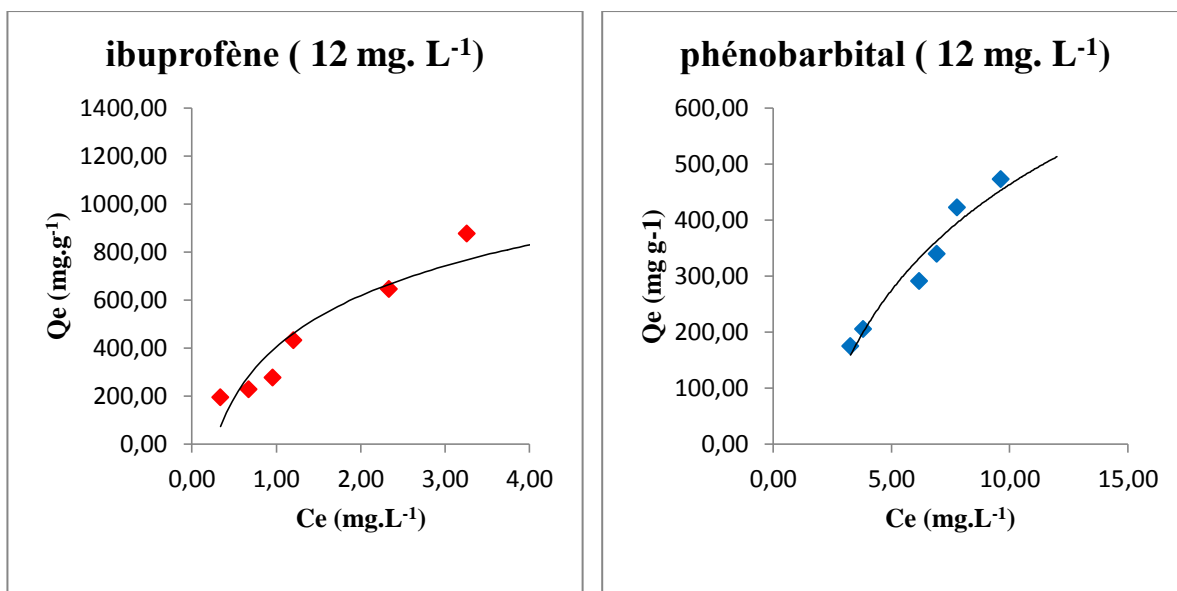 ibuprofène ( 12 mg. L-1)
1400,00
1200,00
1000,00
800,00
600,00
400,00
200,00
0,00
Qe (mg.g-1)
0,00 1,00 2,00 3,00 4,00
Ce (mg.L-1)
phénobarbital ( 12 mg. L-1)
600,00
500,00
400,00
300,00
200,00
100,00
0,00
Qe (mg g-1)
0,00 5,00 10,00 15,00
Ce (mg.L-1)